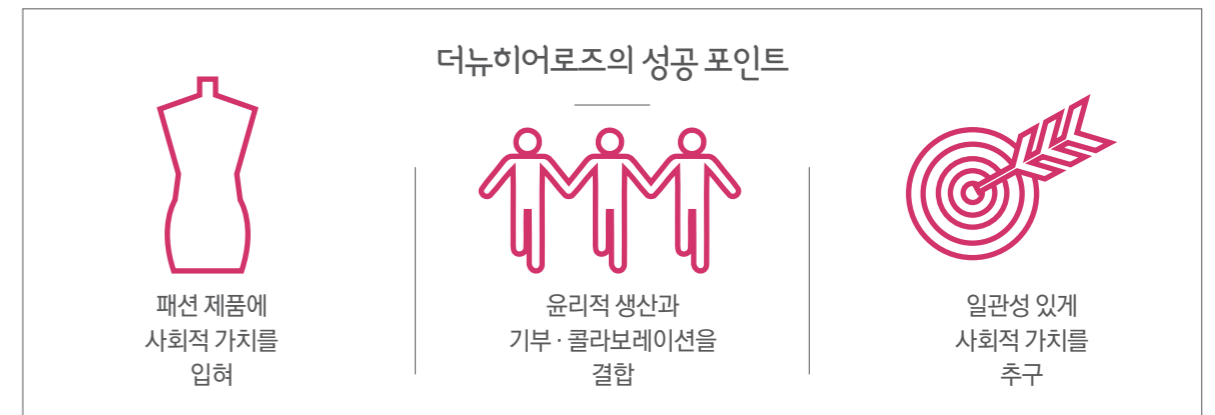 더뉴히어로즈의 성공 포인트
패션 제품에
사회적 가치를
입혀
윤리적 생산과
기부 · 콜라보레이션을
결합
일관성 있게
사회적 가치를
추구